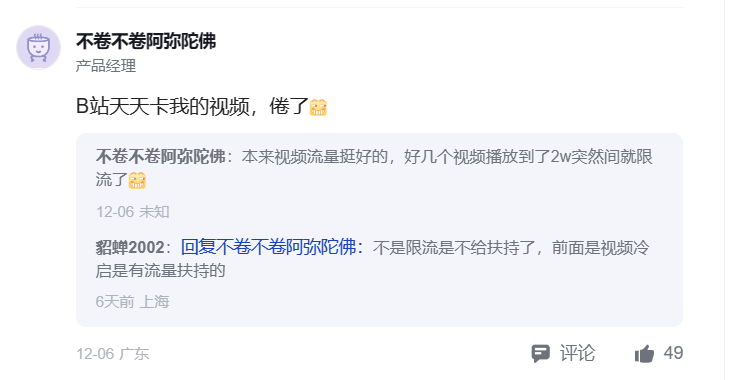 不卷不卷阿弥陀佛
产品经理
B站天天卡我的视频，倦了
不卷不卷阿弥陀佛：本来视频流量挺好的，好几个视频播放到了2w突然间就限
流了
12-06 未知
貂蝉2002：回复不卷不卷阿弥陀佛：不是限流是不给扶持了，前面是视频冷
启是有流量扶持的
6天前 上海
12-06 广东
评论 49